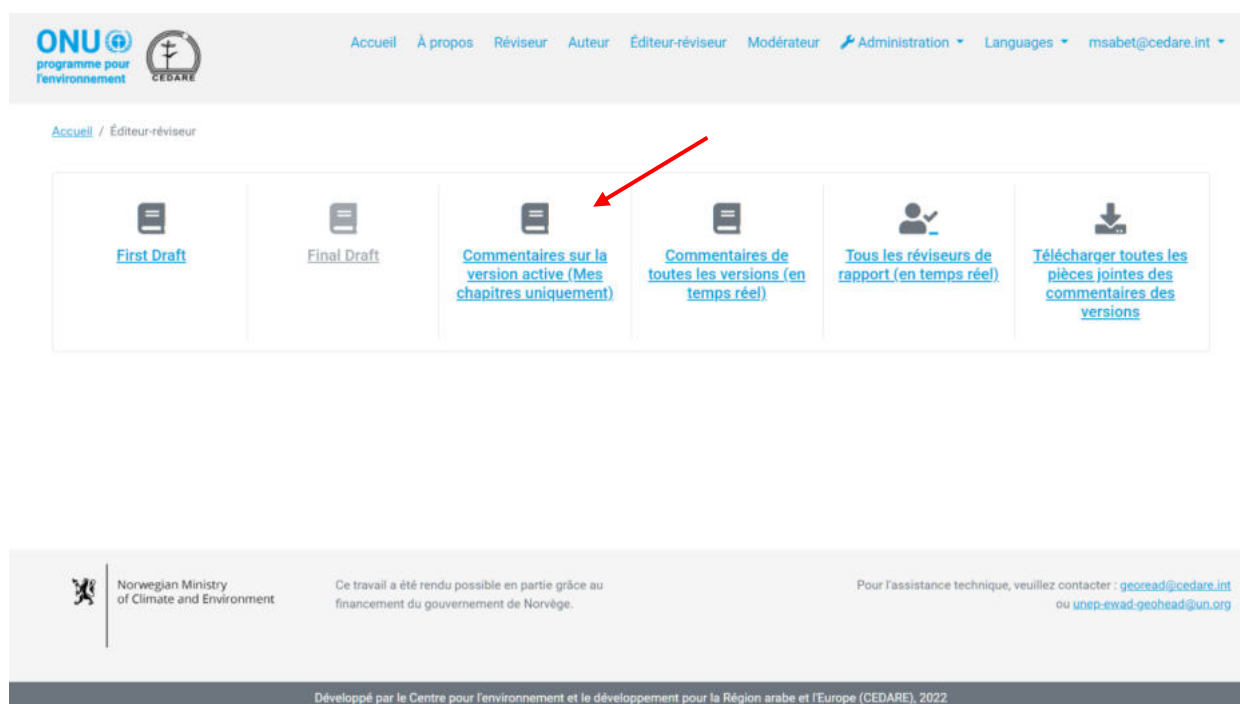 ONU
programme pour
l'environnement
CEDARE
Accueil À propos Réviseur Auteur Éditeur-réviseur Modérateur Administration Languages msabet@cedare.int
Accueil / Éditeur-réviseur
First Draft
Final Draft
Commentaires sur la
version active (Mes
chapitres uniquement)
Commentaires de
toutes les versions (en
temps réel)
Tous les réviseurs de
rapport (en temps réel)
Télécharger toutes les
pièces jointes des
commentaires des
versions
Norwegian Ministry
of Climate and Environment
Ce travail a été rendu possible en partie grâce au
financement du gouvernement de Norvège.
Pour l'assistance technique, veuillez contacter : georead@cedare.int
ou unep-ewad-geohead@un.org
Développé par le Centre pour l'environnement et le développement pour la Région arabe et l'Europe (CEDARE), 2022